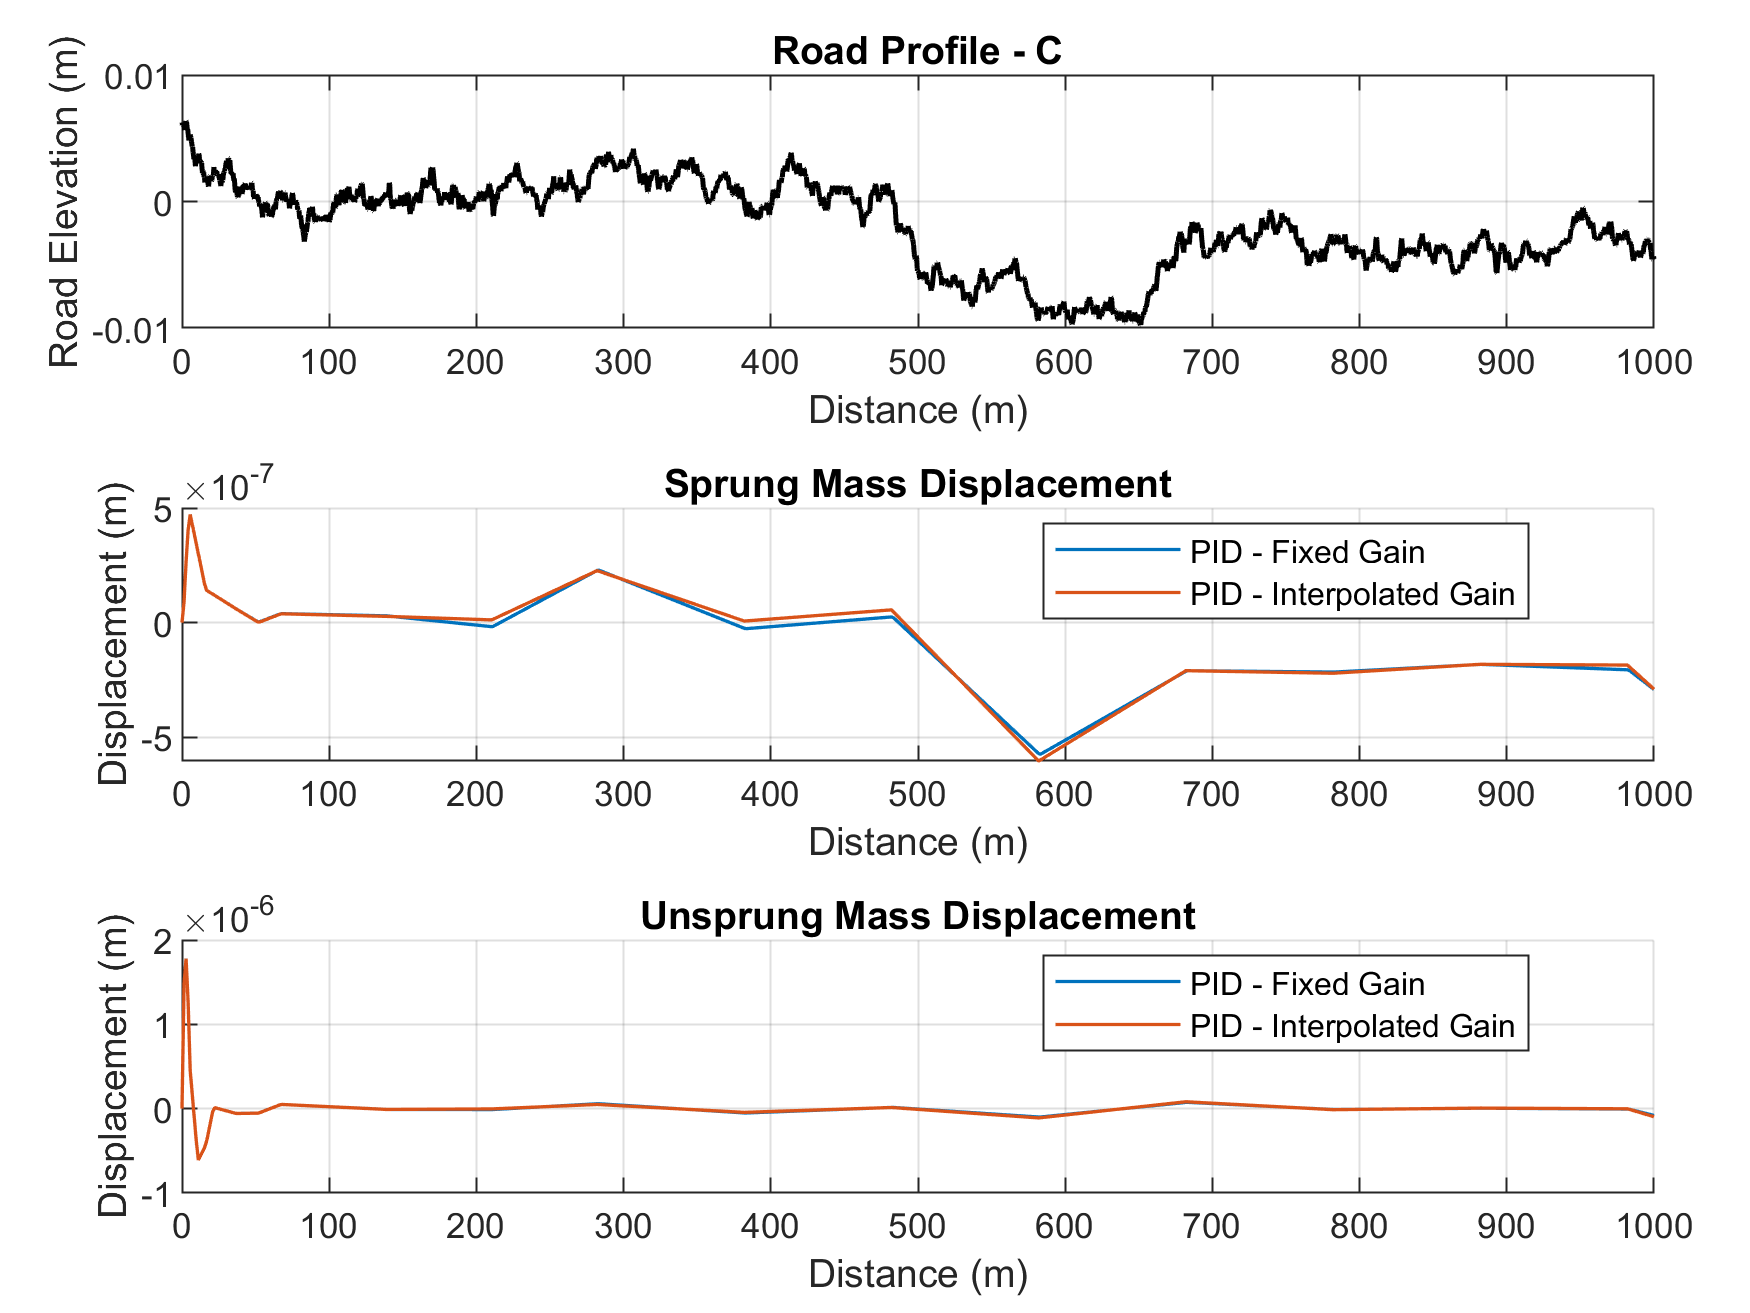 Road Profile - C
Road Elevation (m)
0.01
0
-0.01
0 100 200 300 400 500 600 700 800 900 1000
Distance (m)
×10-7
Sprung Mass Displacement
Displacement (m)
5
0
-5
PID - Fixed Gain
PID - Interpolated Gain
0 100 200 300 400 500 600 700 800 900 1000
Distance (m)
×10-6
Unsprung Mass Displacement
Displacement (m)
2
1
0
-1
PID - Fixed Gain
PID - Interpolated Gain
0 100 200 300 400 500 600 700 800 900 1000
Distance (m)